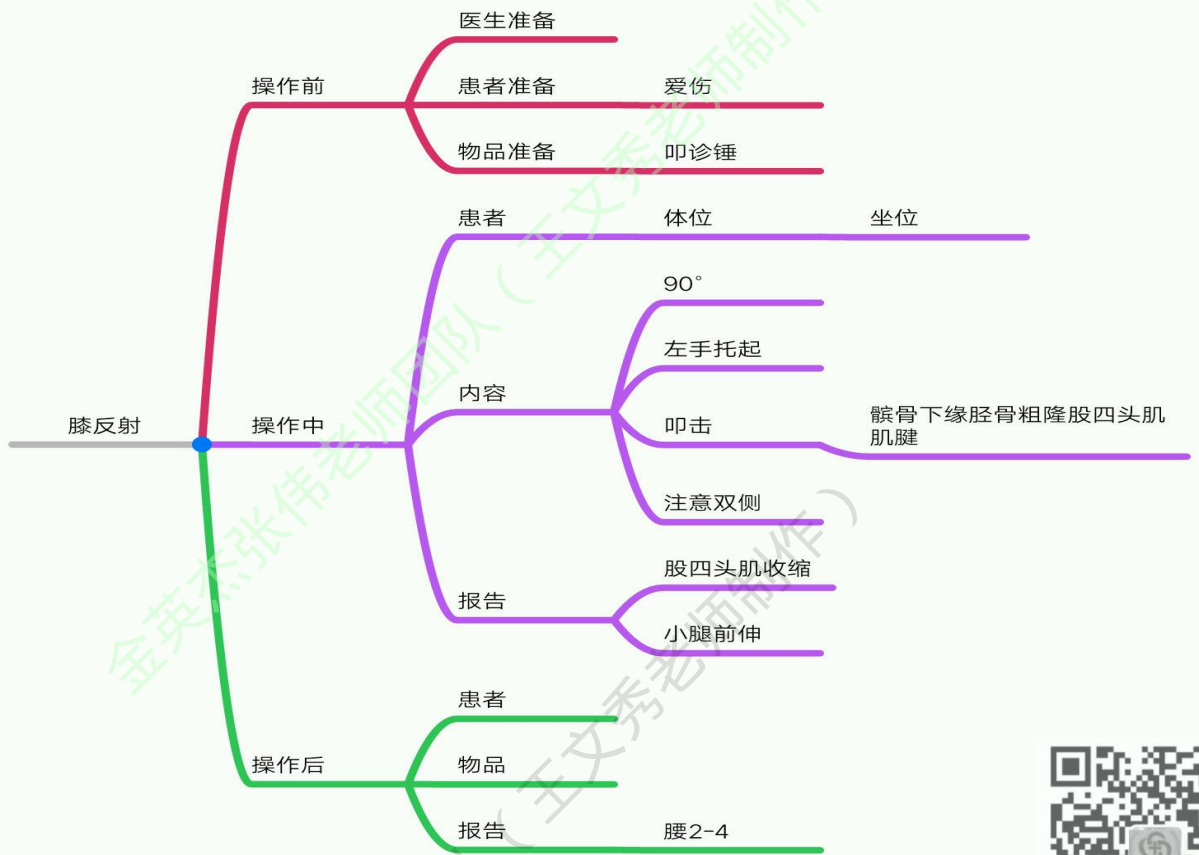 医生准备
操作前
患者准备
爱伤
物品准备
叩诊锤
患者
体位
坐位
90°
左手托起
内容
叩击
髌骨下缘胫骨粗隆股四头肌
肌腱
膝反射
操作中
注意双侧
股四头肌收缩
报告
小腿前伸
患者
操作后
物品
报告
腰2-4
金英杰张伟老师团队（王文秀老师制作
（王文秀老师制作）